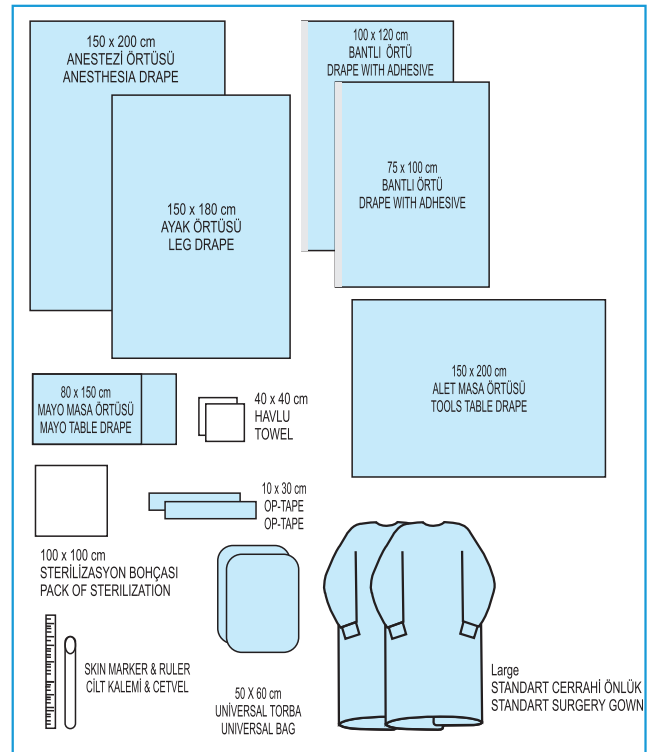 150 x 200 cm
ANESTEZİ ÖRTÜSÜ
ANESTHESIA DRAPE
100 x 120 cm
BANTLI ÖRTÜ
DRAPE WITH ADHESIVE
75 x 100 cm
BANTLI ÖRTÜ
DRAPE WITH ADHESIVE
150 x 180 cm
AYAK ÖRTÜSÜ
LEG DRAPE
150 x 200 cm
ALET MASA ÖRTÜSÜ
TOOLS TABLE DRAPE
80 x 150 cm
MAYO MASA ÖRTÜSÜ
MAYO TABLE DRAPE
40 x 40 cm
HAVLU
TOWEL
10 x 30 cm
OP-TAPE
OP-TAPE
100 x 100 cm
STERİLİZASYON BOHÇASI
PACK OF STERILIZATION
SKIN MARKER & RULER
CİLT KALEMİ & CETVEL
50 X 60 cm
UNİVERSAL TORBA
UNIVERSAL BAG
Large
STANDART CERRAHİ ÖNLÜK
STANDART SURGERY GOWN